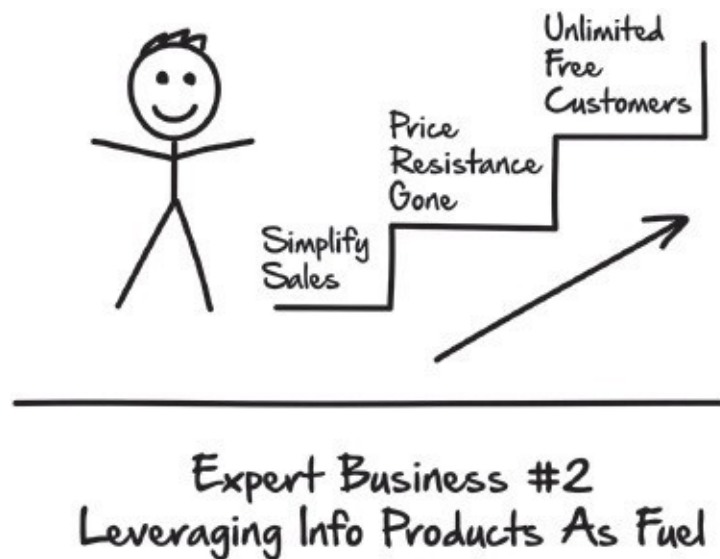 Simplify
Sales
Price
Resistance
Gone
Unlimited
Free
Customers
Expert Business #2
Leveraging Info Products As Fuel